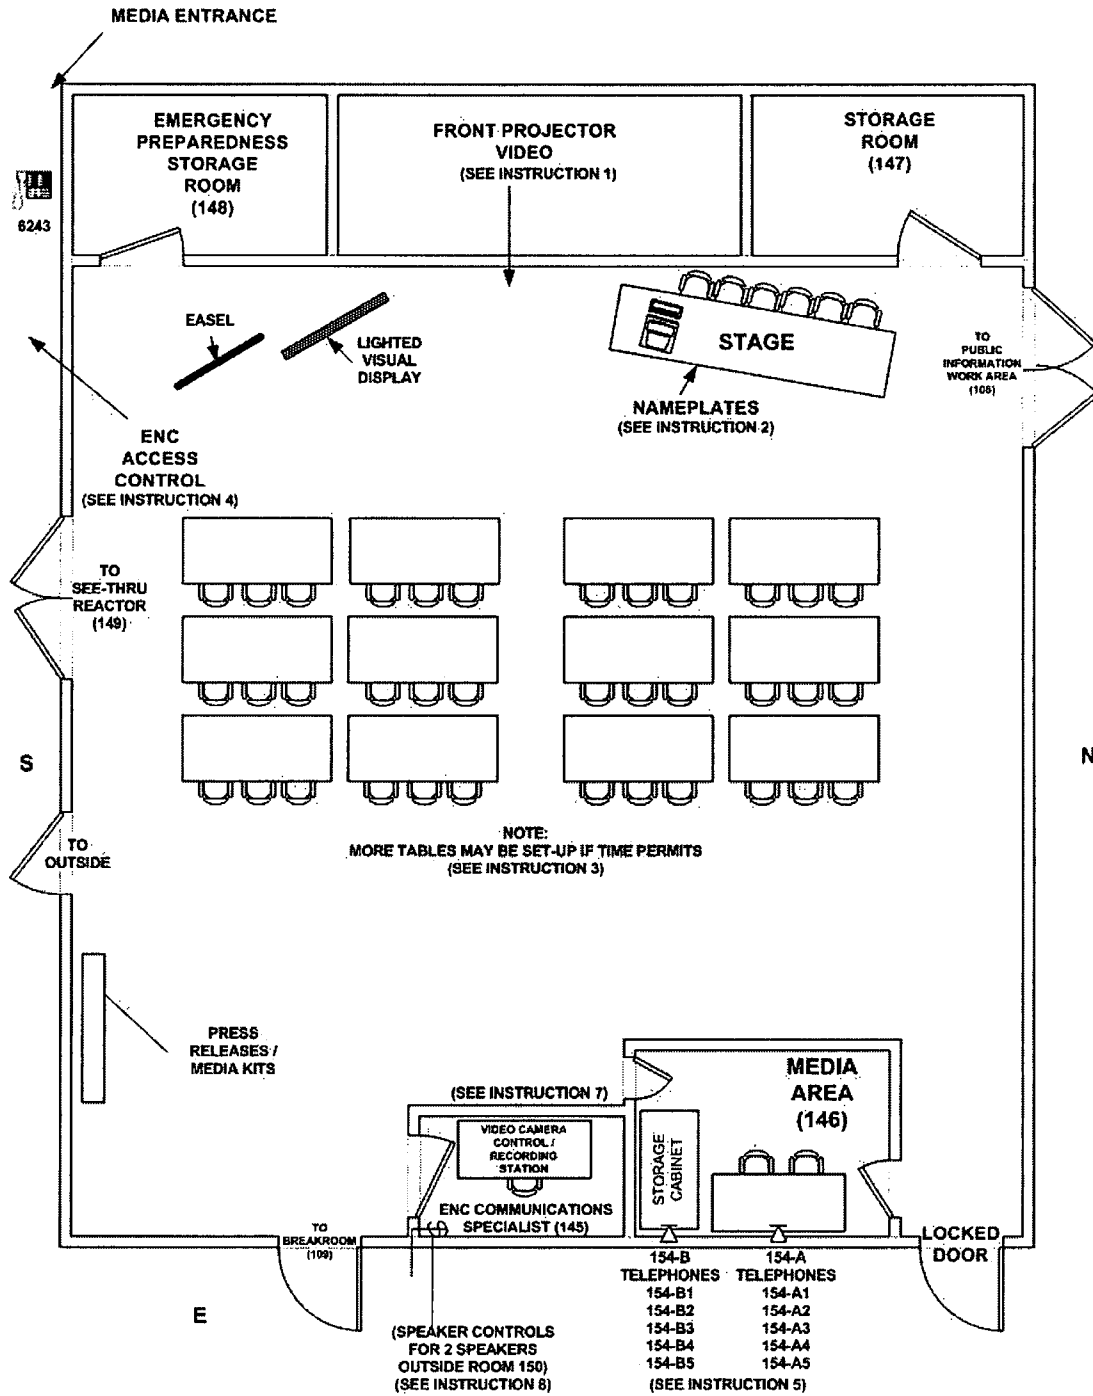 MEDIA ENTRANCE
EMERGENCY
PREPAREDNESS
STORAGE
ROOM
(148)
FRONT PROJECTOR
VIDEO
(SEE INSTRUCTION 1)
STORAGE
ROOM
(147)
6243
EASEL
LIGHTED
VISUAL
DISPLAY
STAGE
TO
PUBLIC
INFORMATION
WORK AREA
(108)
NAMEPLATES
(SEE INSTRUCTION 2)
ENC
ACCESS
CONTROL
(SEE INSTRUCTION 4)
TO
SEE-THRU
REACTOR
(149)
S
N
TO
OUTSIDE
NOTE:
MORE TABLES MAY BE SET-UP IF TIME PERMITS
(SEE INSTRUCTION 3)
PRESS
RELEASES /
MEDIA KITS
(SEE INSTRUCTION 7)
MEDIA
AREA
(146)
VIDEO CAMERA
CONTROL /
RECORDING
STATION
STORAGE
CABINET
ENC COMMUNICATIONS
SPECIALIST (145)
TO
BREAKROOM
(109)
LOCKED
DOOR
E
154-B
TELEPHONES
154-B1
154-B2
154-B3
154-B4
154-B5
154-A
TELEPHONES
154-A1
154-A2
154-A3
154-A4
154-A5
(SEE INSTRUCTION 5)
(SPEAKER CONTROLS
FOR 2 SPEAKERS
OUTSIDE ROOM 150)
(SEE INSTRUCTION 8)